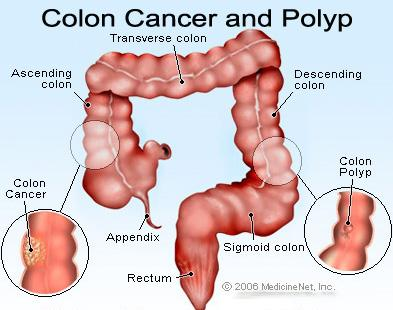 Colon Cancer and Polyp
Transverse colon
Ascending
colon
Descending
colon
Colon
Cancer
Colon
Polyp
Appendix
Sigmoid colon
Rectum
© 2006 MedicineNet, Inc.